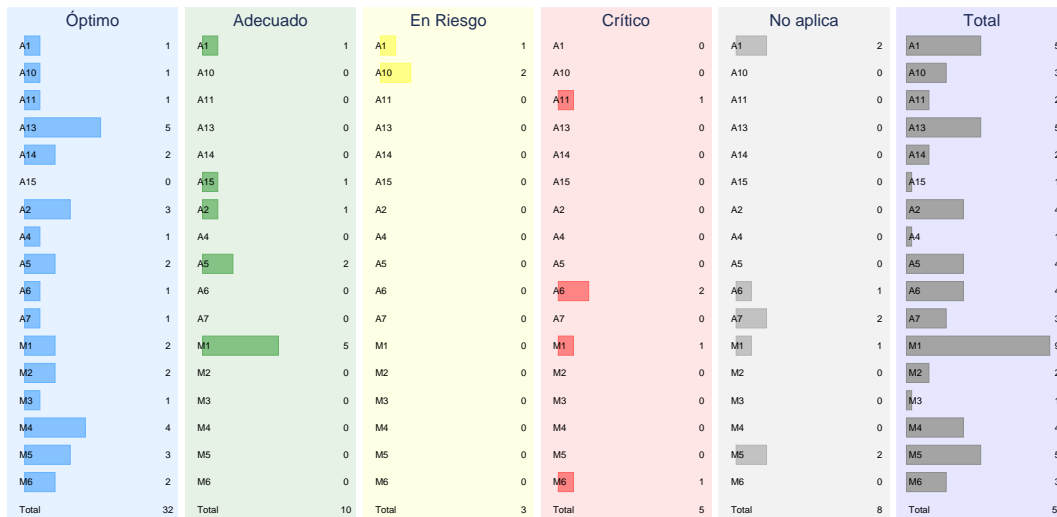 Óptimo Adecuado En Riesgo Crítico No aplica Total
A1 1 A1 1 A1 1 A1 0 A1 2 A1 5
A10 1 A10 0 A10 2 A10 0 A10 0 A10 3
A11 1 A11 0 A11 0 A11 1 A11 0 A11 2
A13 5 A13 0 A13 0 A13 0 A13 0 A13 5
A14 2 A14 0 A14 0 A14 0 A14 0 A14 2
A15 0 A15 1 A15 0 A15 0 A15 0 A15 1
A2 3 A2 1 A2 0 A2 0 A2 0 A2 4
A4 1 A4 0 A4 0 A4 0 A4 0 A4 1
A5 2 A5 2 A5 0 A5 0 A5 0 A5 4
A6 1 A6 0 A6 0 A6 2 A6 1 A6 4
A7 1 A7 0 A7 0 A7 0 A7 2 A7 3
M1 2 M1 5 M1 0 M1 1 M1 1 M1 9
M2 2 M2 0 M2 0 M2 0 M2 0 M2 2
M3 1 M3 0 M3 0 M3 0 M3 0 M3 1
M4 4 M4 0 M4 0 M4 0 M4 0 M4 4
M5 3 M5 0 M5 0 M5 0 M5 2 M5 5
M6 2 M6 0 M6 0 M6 1 M6 0 M6 3
Total 32 Total 10 Total 3 Total 5 Total 8 Total 5